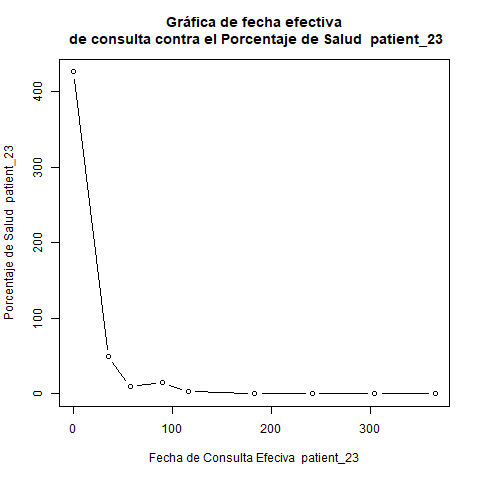 Gráfica de fecha efectiva
de consulta contra el Porcentaje de Salud patient_23
Porcentaje de Salud patient_23
400
300
200
100
0
0
100
200
300
Fecha de Consulta Efeciva patient_23